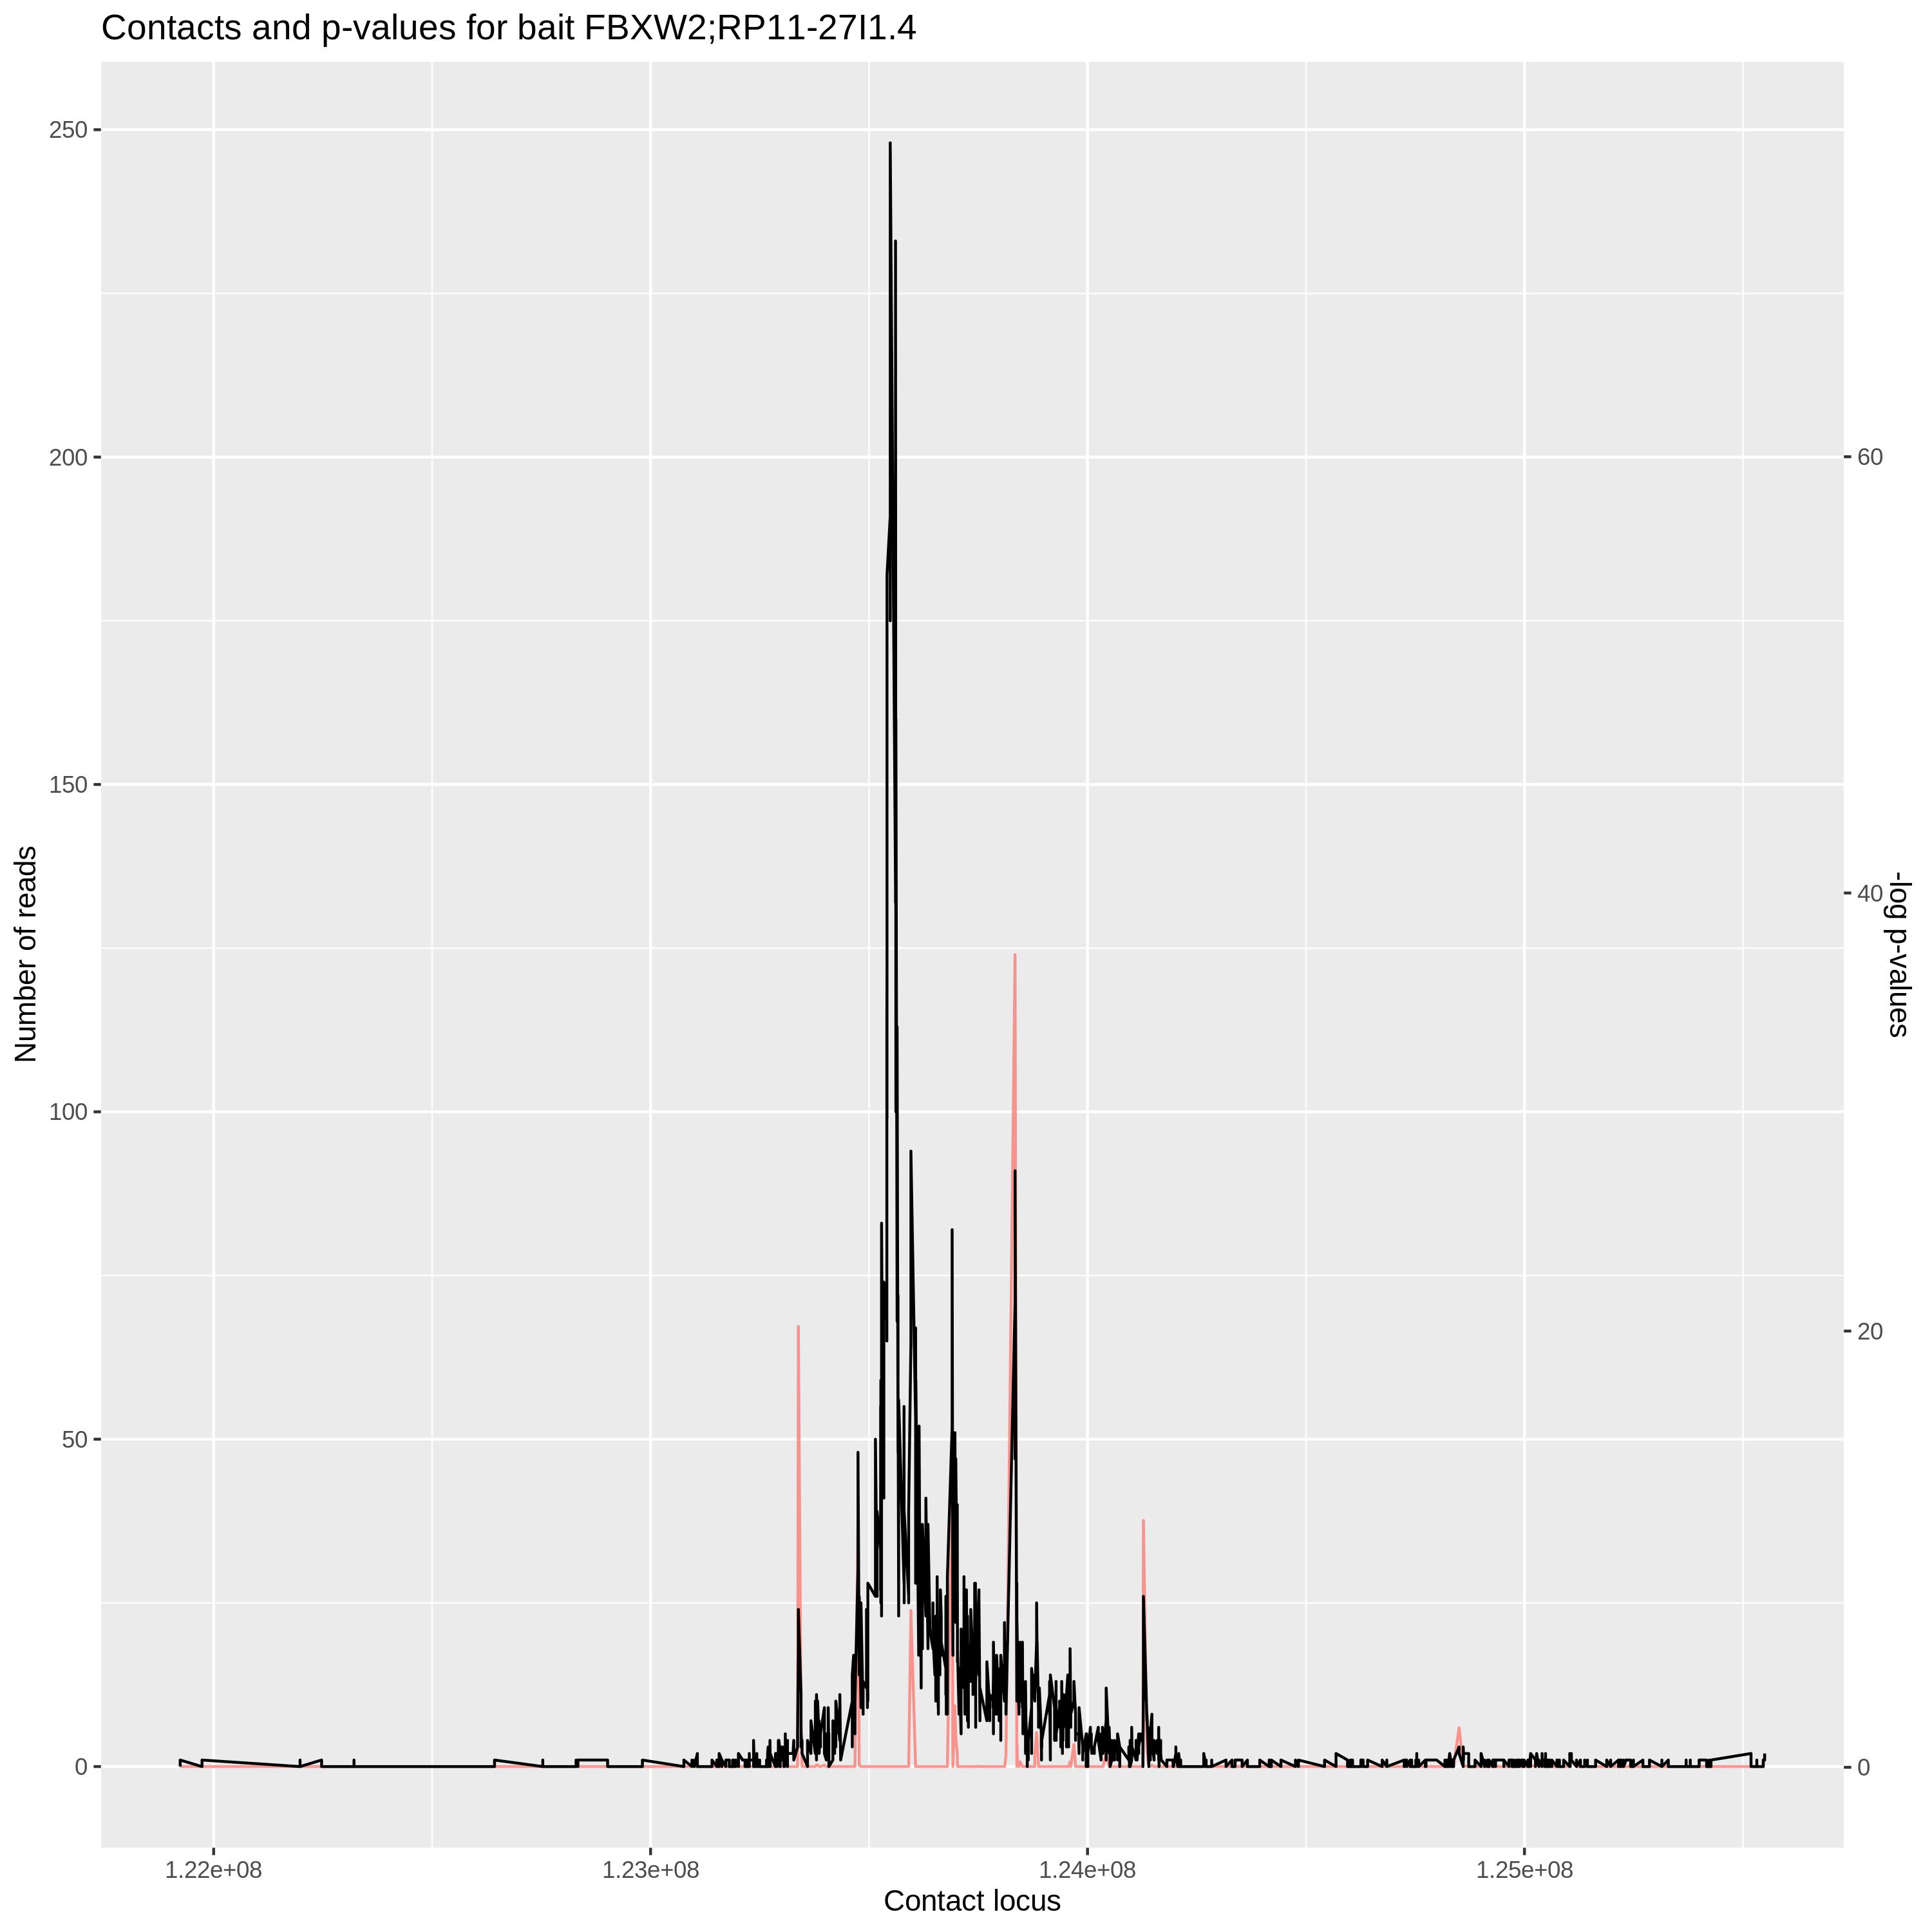 Contacts and p-values for bait FBXW2;RP11-27I1.4
250
200
150
100
50
0
Number of reads
60
40
20
0
-log p-values
1.22e+08
1.23e+08
1.24e+08
1.25e+08
Contact locus